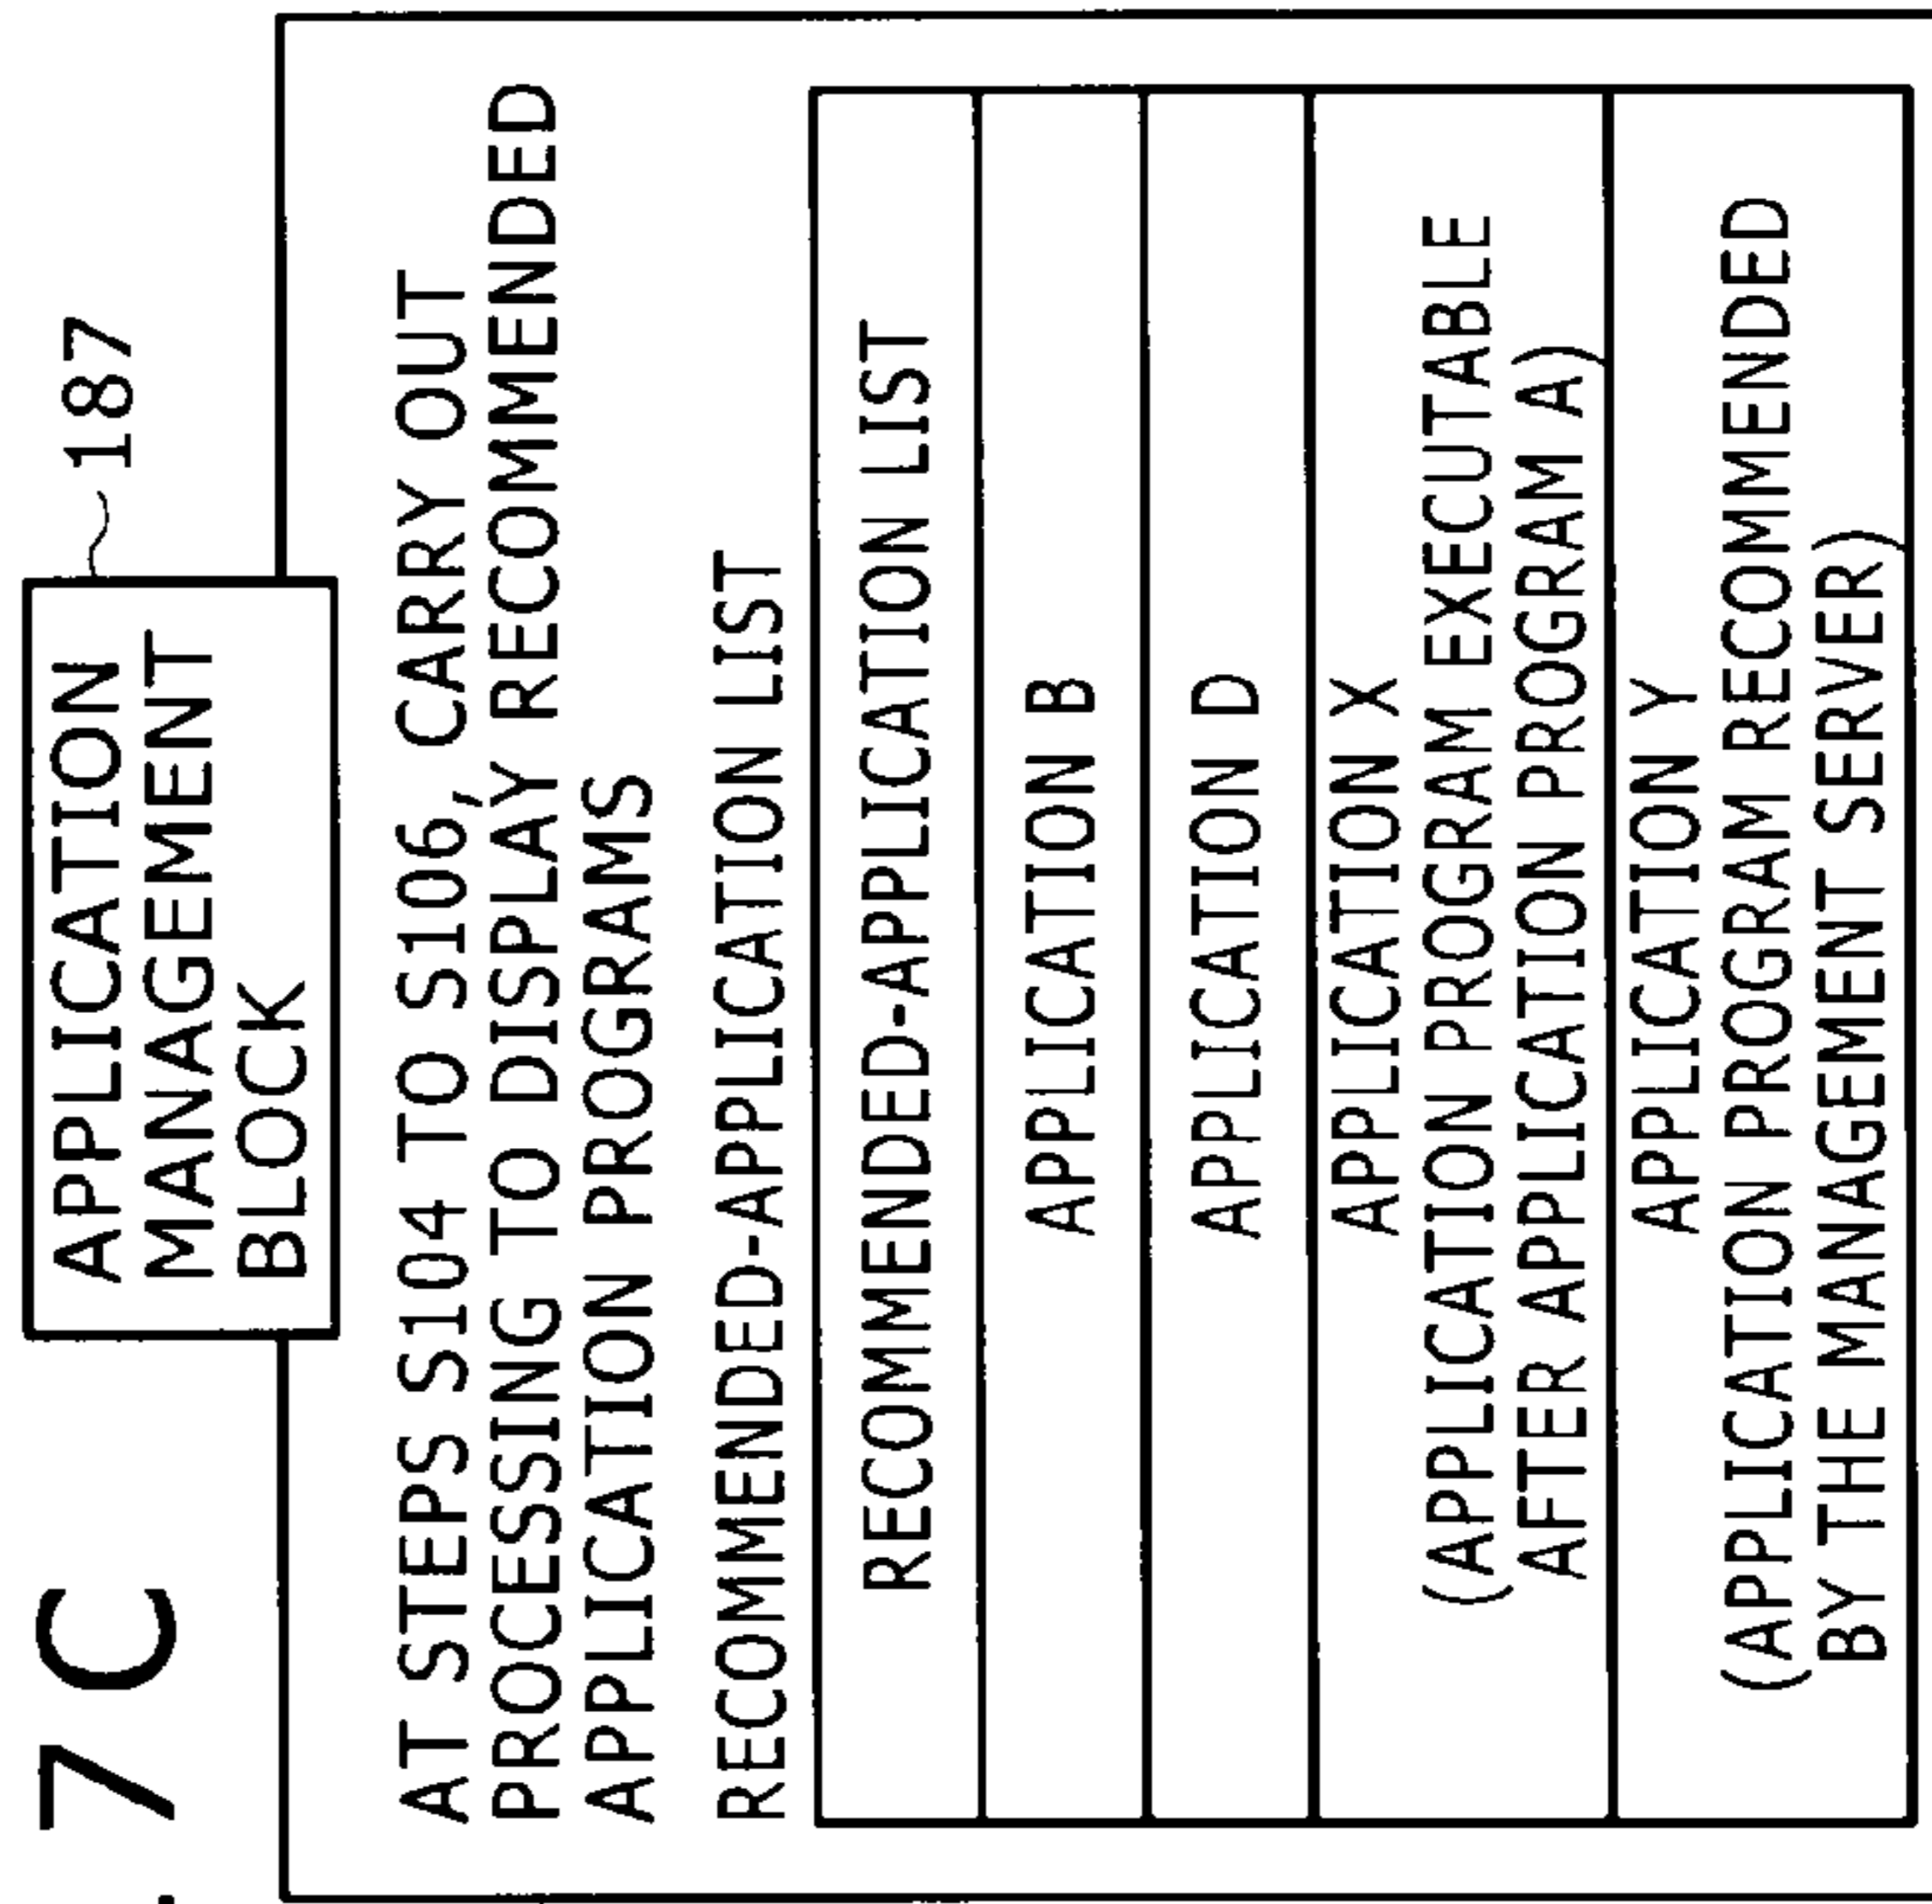 . 7C
APPLICATION
MANAGEMENT
BLOCK
187
AT STEPS S104 TO S106, CARRY OUT
PROCESSING TO DISPLAY RECOMMENDED
APPLICATION PROGRAMS
RECOMMENDED-APPLICATION LIST
RECOMMENDED-APPLICATION LIST
APPLICATION B
APPLICATION D
APPLICATION X
(APPLICATION PROGRAM EXECUTABLE
AFTER APPLICATION PROGRAM A)
APPLICATION Y
(APPLICATION PROGRAM RECOMMENDED
BY THE MANAGEMENT SERVER)